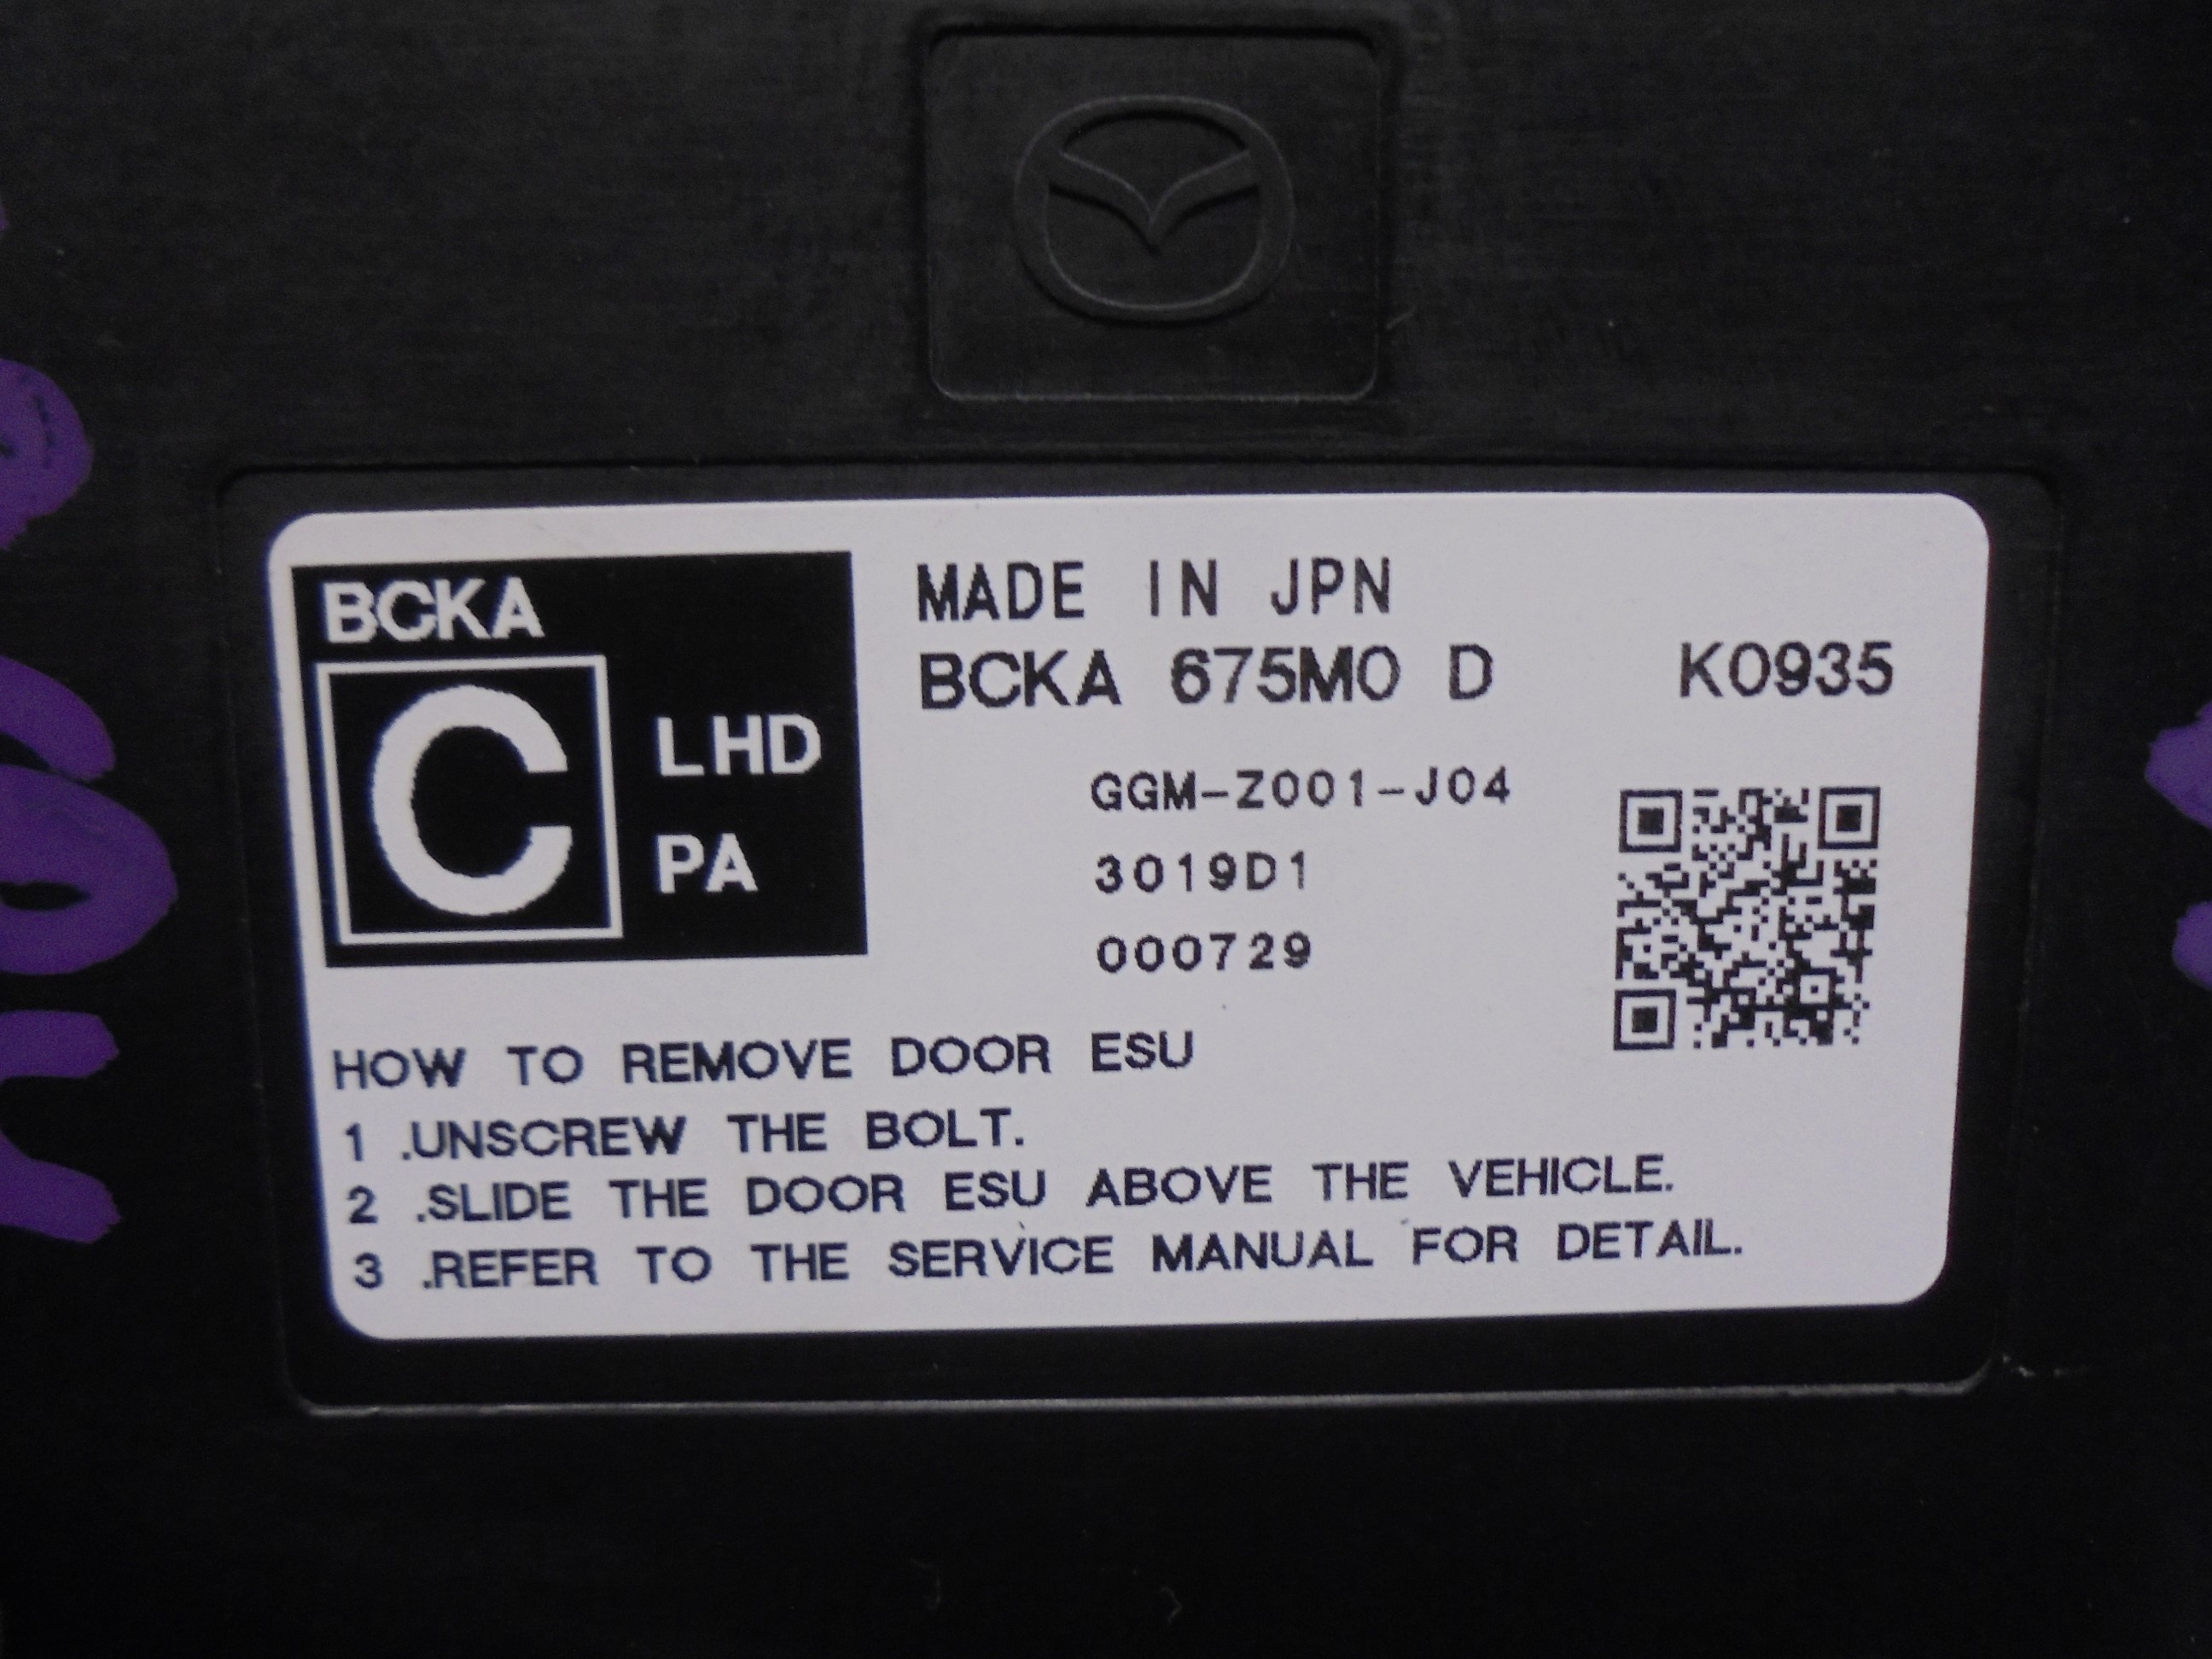 BCKA
C
LHD
PA
MADE IN JPN
BCKA 675M0 D K0935
GGM-Z001-J04
3019D1
000729
HOW TO REMOVE DOOR ESU
1 .UNSCREW THE BOLT.
2 .SLIDE THE DOOR ESU ABOVE THE VEHICLE.
3 .REFER TO THE SERVICE MANUAL FOR DETAIL.